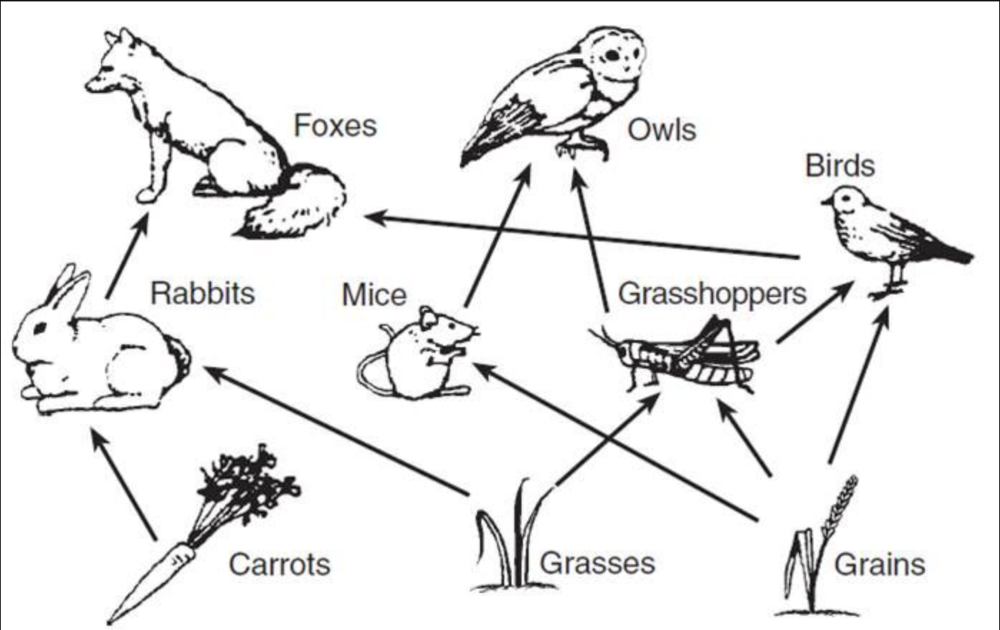 Foxes
Owls
Birds
Rabbits
Mice
Grasshoppers
Carrots
Grasses
Grains